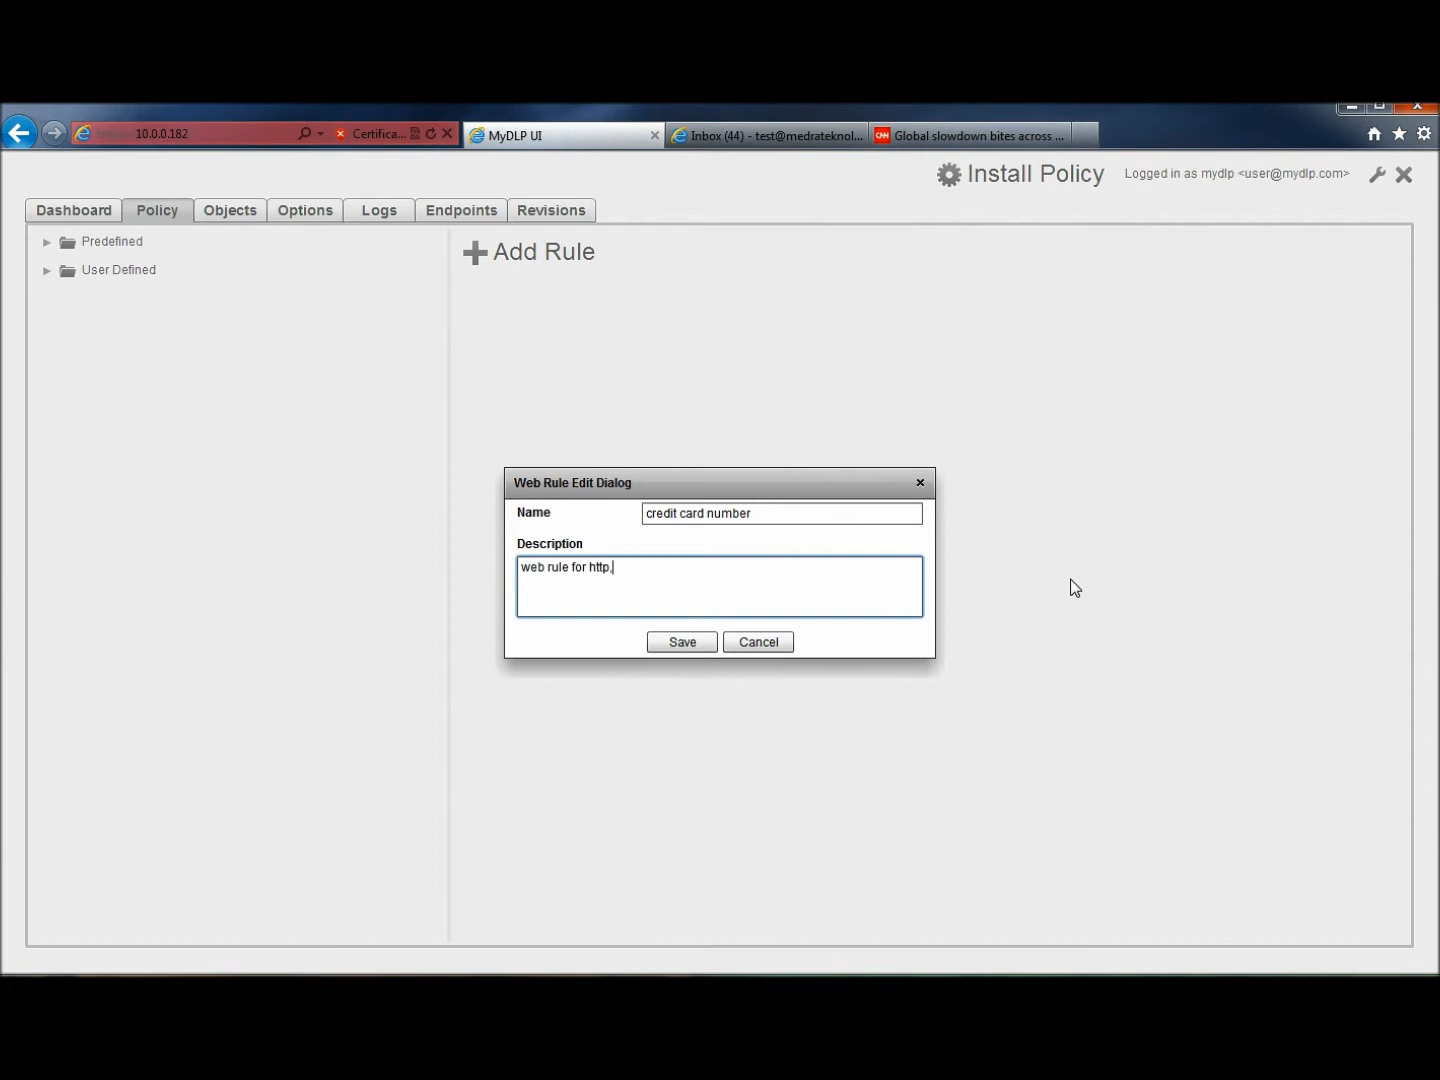 10.0.0.182
Certifica...
MyDLP UI
Inbox (44) - test@medrateknol...
CNN
Global slowdown bites across ...
Install Policy
Logged in as mydlp <user@mydlp.com>
Dashboard
Policy
Objects
Options
Logs
Endpoints
Revisions
Predefined
User Defined
Add Rule
Web Rule Edit Dialog
Name
credit card number
Description
web rule for http,
Save
Cancel